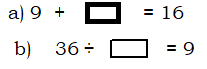 a) 9 + □ = 16
b) 36 ÷ □ = 9